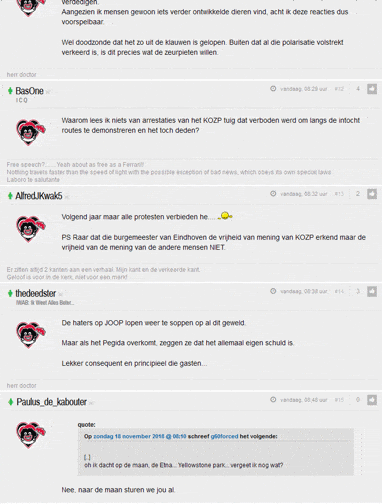 verdedigen.
Aangezien ik mensen gewoon iets verder ontwikkelde dieren vind, acht ik deze reacties dus
voorspelbaar.
Wel doodzonde dat het zo uit de klauwen is gelopen. Buiten dat al die polarisatie volstrekt
verkeerd is, is dit precies wat de zeurpieten willen.
herr doctor
BasOne
I C Q
vandaag, 08:29 uur #12 4
Waarom lees ik niets van arrestaties van het KOZP tuig dat verboden werd om langs de intocht
routes te demonstreren en het toch deden?
Free speech?...... Yeah about as free as a Ferrari!!
Nothing travels faster than the speed of light with the possible exception of bad news, which obeys its own special laws.
Laboro te salutante
AlfredJKwak5
vandaag, 08:32 uur #13 2
Volgend jaar maar alle protesten verbieden he....
PS Raar dat die burgemeester van Eindhoven de vrijheid van mening van KOZP erkend maar de
vrijheid van de mening van de andere mensen NIET.
Er zitten altijd 2 kanten aan een verhaal. Mijn kant en de verkeerde kant.
Geloof is voor in de kerk, niet voor een markt
thedeedster
IWAB: Ik Weet Alles Beter...
vandaag, 08:38 uur #14 3
De haters op JOOP lopen weer te soppen op al dit geweld.
Maar als het Pegida overkomt, zeggen ze dat het allemaal eigen schuld is.
Lekker consequent en principieel die gasten...
herr doctor
Paulus_de_kabouter
vandaag, 08:48 uur #15 0
quote:
Op zondag 18 november 2018 @ 08:10 schreef g60forced het volgende:
[..]
oh ik dacht op de maan, de Etna... Yellowstone park... vergeet ik nog wat?
Nee, naar de maan sturen we jou al.